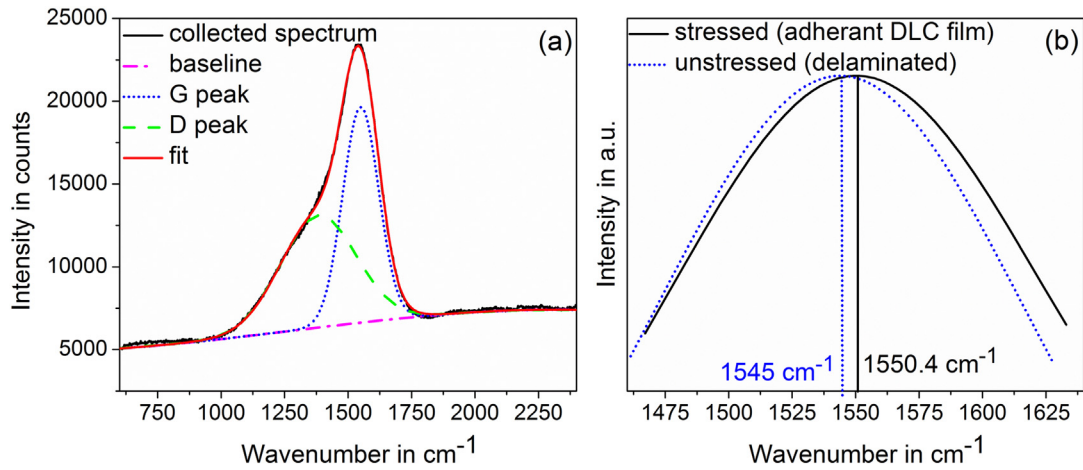 (a)
collected spectrum
baseline
G peak
D peak
fit
25000
20000
15000
10000
5000
Intensity in counts
750 1000 1250 1500 1750 2000 2250
Wavenumber in cm⁻¹
(b)
stressed (adherant DLC film)
unstressed (delaminated)
Intensity in a.u.
1545 cm⁻¹
1550.4 cm⁻¹
1475 1500 1525 1550 1575 1600 1625
Wavenumber in cm⁻¹